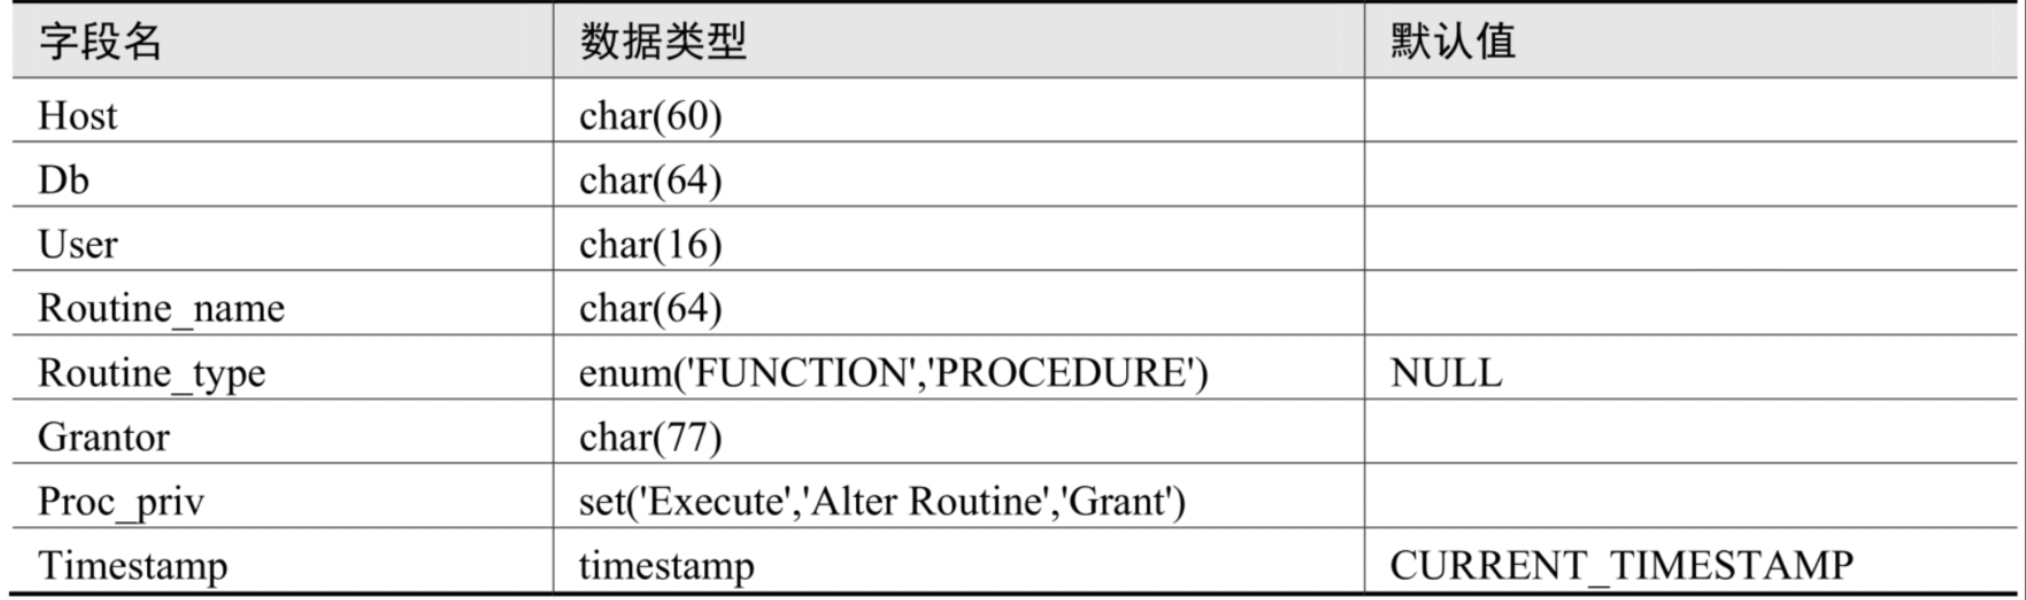 字段名 数据类型 默认值
Host char(60)
Db char(64)
User char(16)
Routine_name char(64)
Routine_type enum('FUNCTION','PROCEDURE') NULL
Grantor char(77)
Proc_priv set('Execute','Alter Routine','Grant')
Timestamp timestamp CURRENT_TIMESTAMP